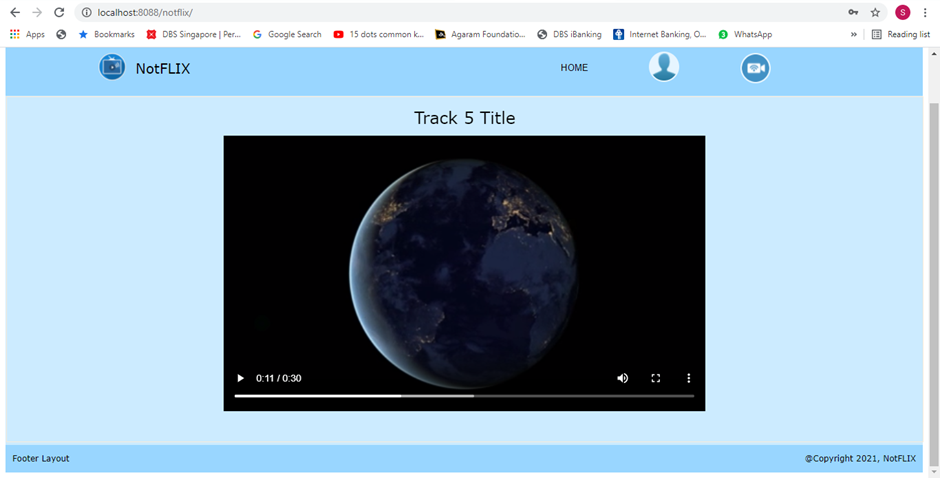 localhost:8088/notflix/
S
Apps Bookmarks DBS Singapore | Per... Google Search 15 dots common k... Agaram Foundatio... DBS iBanking Internet Banking, O... WhatsApp » Reading list
NotFLIX HOME
Track 5 Title
0:11 / 0:30
Footer Layout @Copyright 2021, NotFLIX